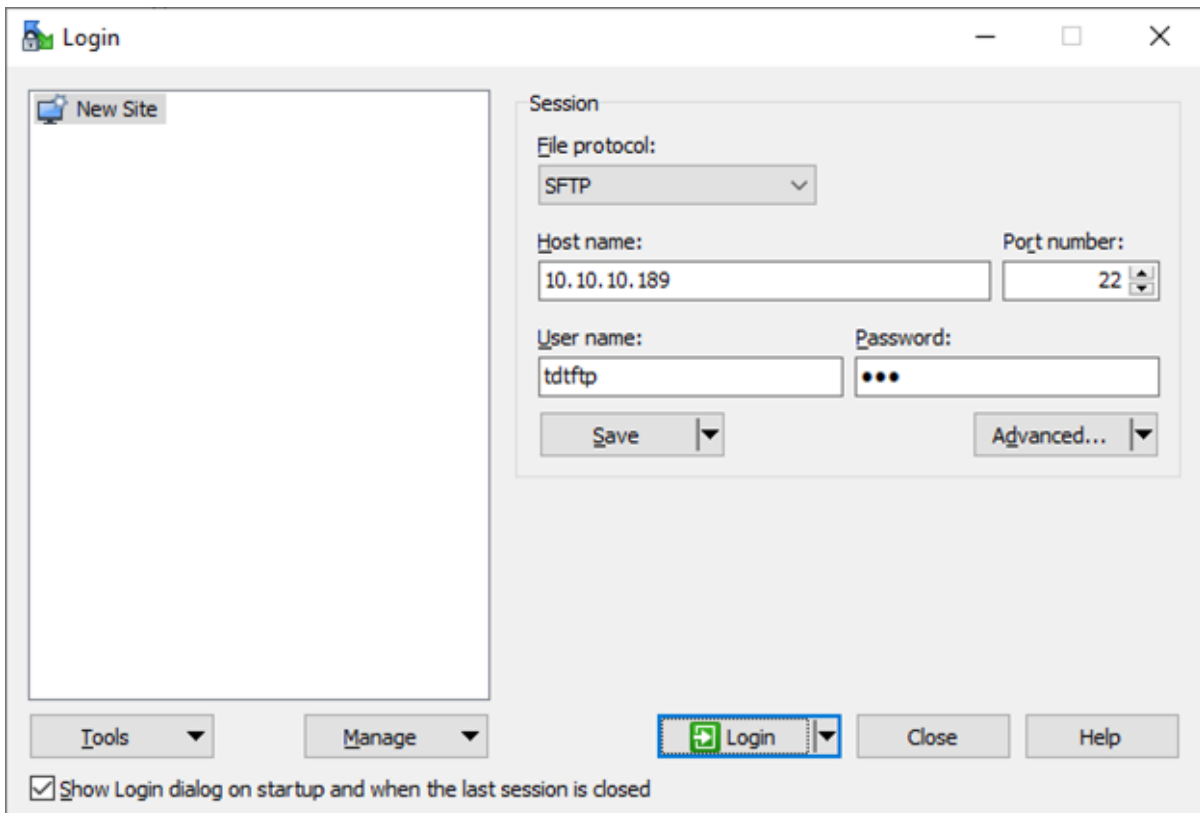 Login
New Site
Session
File protocol:
SFTP
Host name:
Port number:
10.10.10.189
22
User name:
Password:
tdtftp
•••
Save
Advanced...
Tools
Manage
Login
Close
Help
Show Login dialog on startup and when the last session is closed